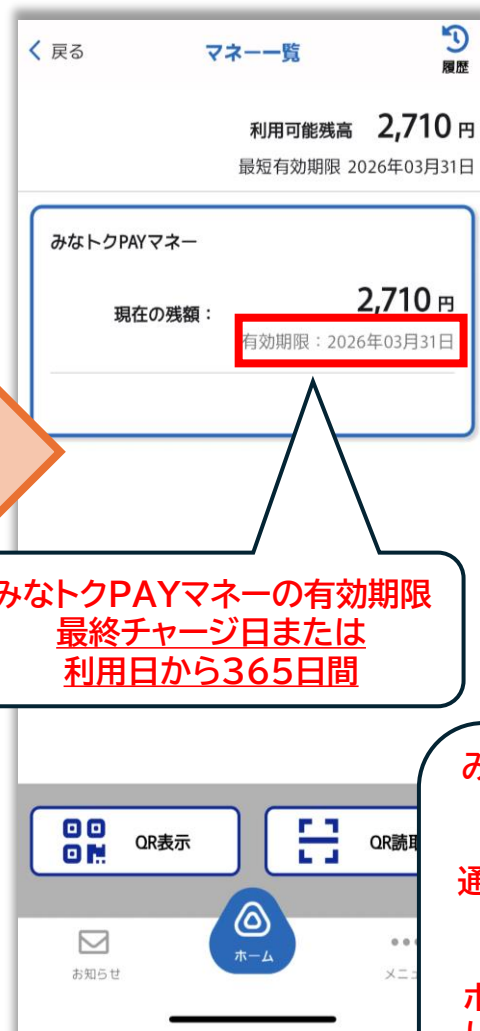 戻る
マネー一覧
履歴
利用可能残高 2,710 円
最短有効期限 2026年03月31日
みなトクPAYマネー
現在の残額： 2,710 円
有効期限：2026年03月31日
みなトクPAYマネーの有効期限
最終チャージ日または
利用日から365日間
み
QR表示
QR読取
通
お知らせ
ホーム
メニ
ポ